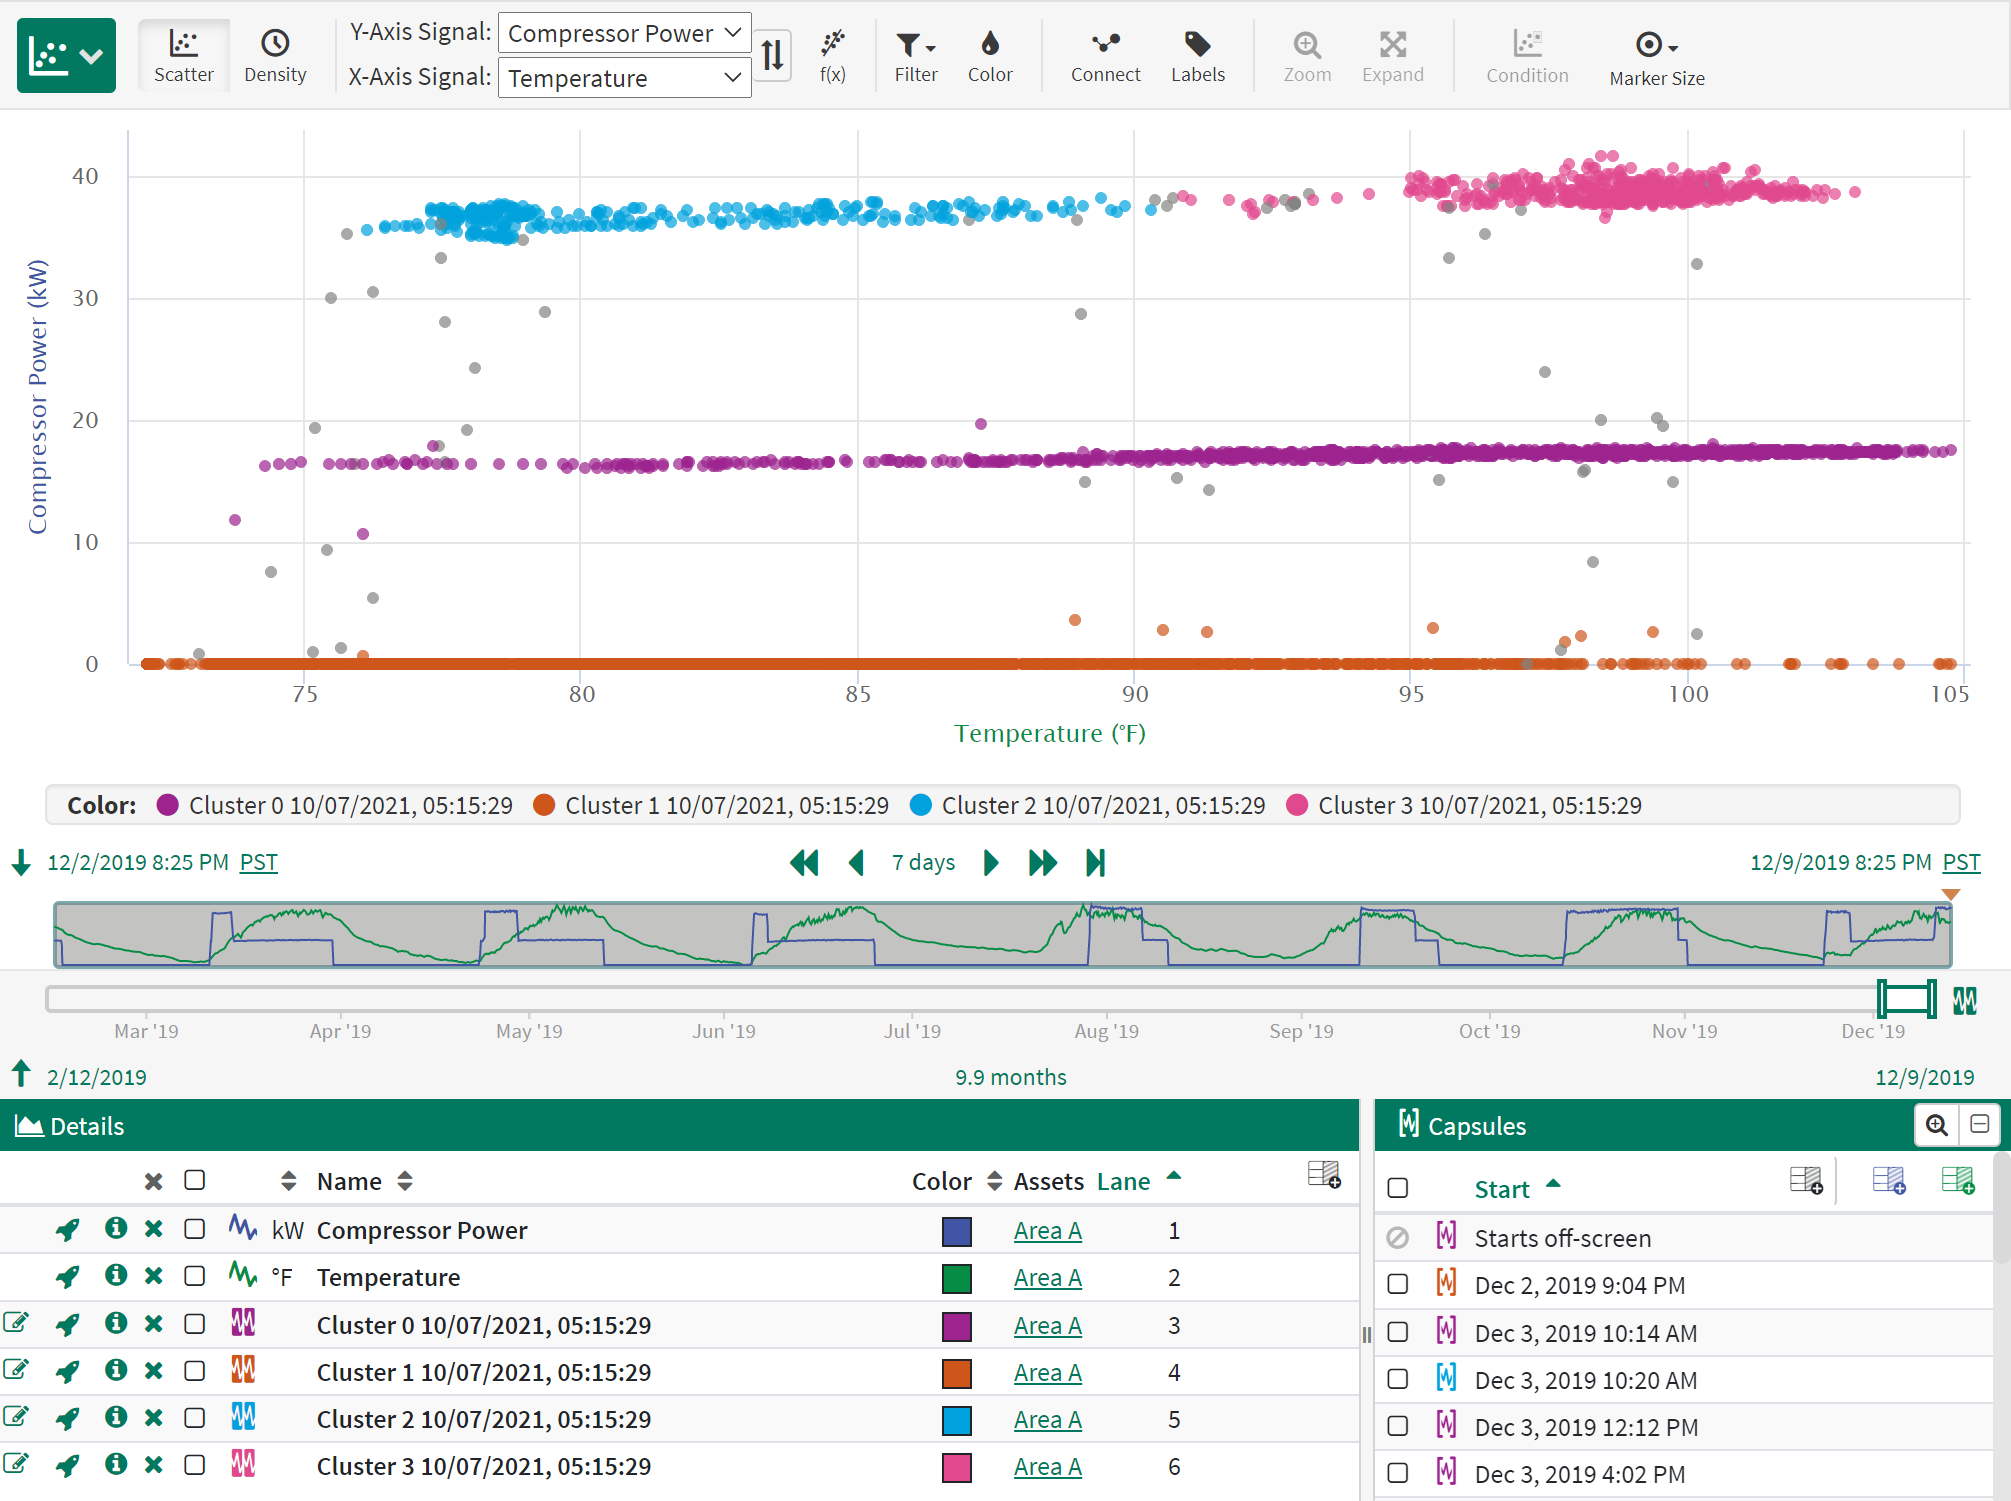 Scatter
Density
Y-Axis Signal: Compressor Power
X-Axis Signal: Temperature
f(x)
Filter
Color
Connect
Labels
Zoom
Expand
Condition
Marker Size
Compressor Power (kW)
40
30
20
10
0
75 80 85 90 95 100 105
Temperature (°F)
Color: Cluster 0 10/07/2021, 05:15:29 Cluster 1 10/07/2021, 05:15:29 Cluster 2 10/07/2021, 05:15:29 Cluster 3 10/07/2021, 05:15:29
12/2/2019 8:25 PM PST 7 days 12/9/2019 8:25 PM PST
Mar '19 Apr '19 May '19 Jun '19 Jul '19 Aug '19 Sep '19 Oct '19 Nov '19 Dec '19
2/12/2019 9.9 months 12/9/2019
Details
Name Color Assets Lane
kW Compressor Power Area A 1
°F Temperature Area A 2
Cluster 0 10/07/2021, 05:15:29 Area A 3
Cluster 1 10/07/2021, 05:15:29 Area A 4
Cluster 2 10/07/2021, 05:15:29 Area A 5
Cluster 3 10/07/2021, 05:15:29 Area A 6
Capsules
Start
Starts off-screen
Dec 2, 2019 9:04 PM
Dec 3, 2019 10:14 AM
Dec 3, 2019 10:20 AM
Dec 3, 2019 12:12 PM
Dec 3, 2019 4:02 PM